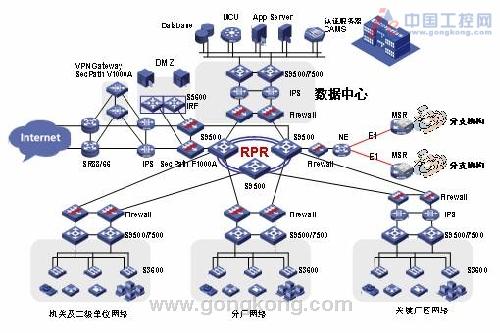 中国工控网
www.gongkong.com
Database
MCU
App Server
认证服务器
CAMS
VPN Gateway
SecPath V1000A
DMZ
S9500/7500
S5600
IRF
IPS
数据中心
Firewall
MSR
分支机构
Internet
S9500
S9500
NE
E1
RPR
SR88/66
IPS
SecPath F1000A
Firewall
E1
MSR
分支机构
S9500
Firewall
Firewall
Firewall
IPS
S9500/7500
S9500/7500
S9500/7500
S3600
S3600
S3600
机关及二级单位网络
分厂网络
厂区网络
www.gongkong.com